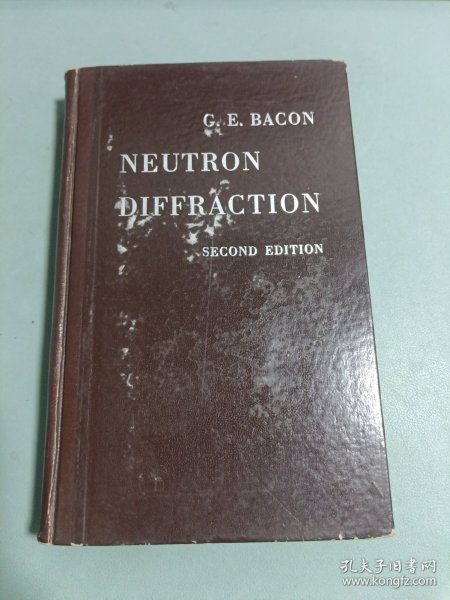 G. E. BACON
NEUTRON
DIFFRACTION
SECOND EDITION
孔夫子旧书网
www.kongfz.com